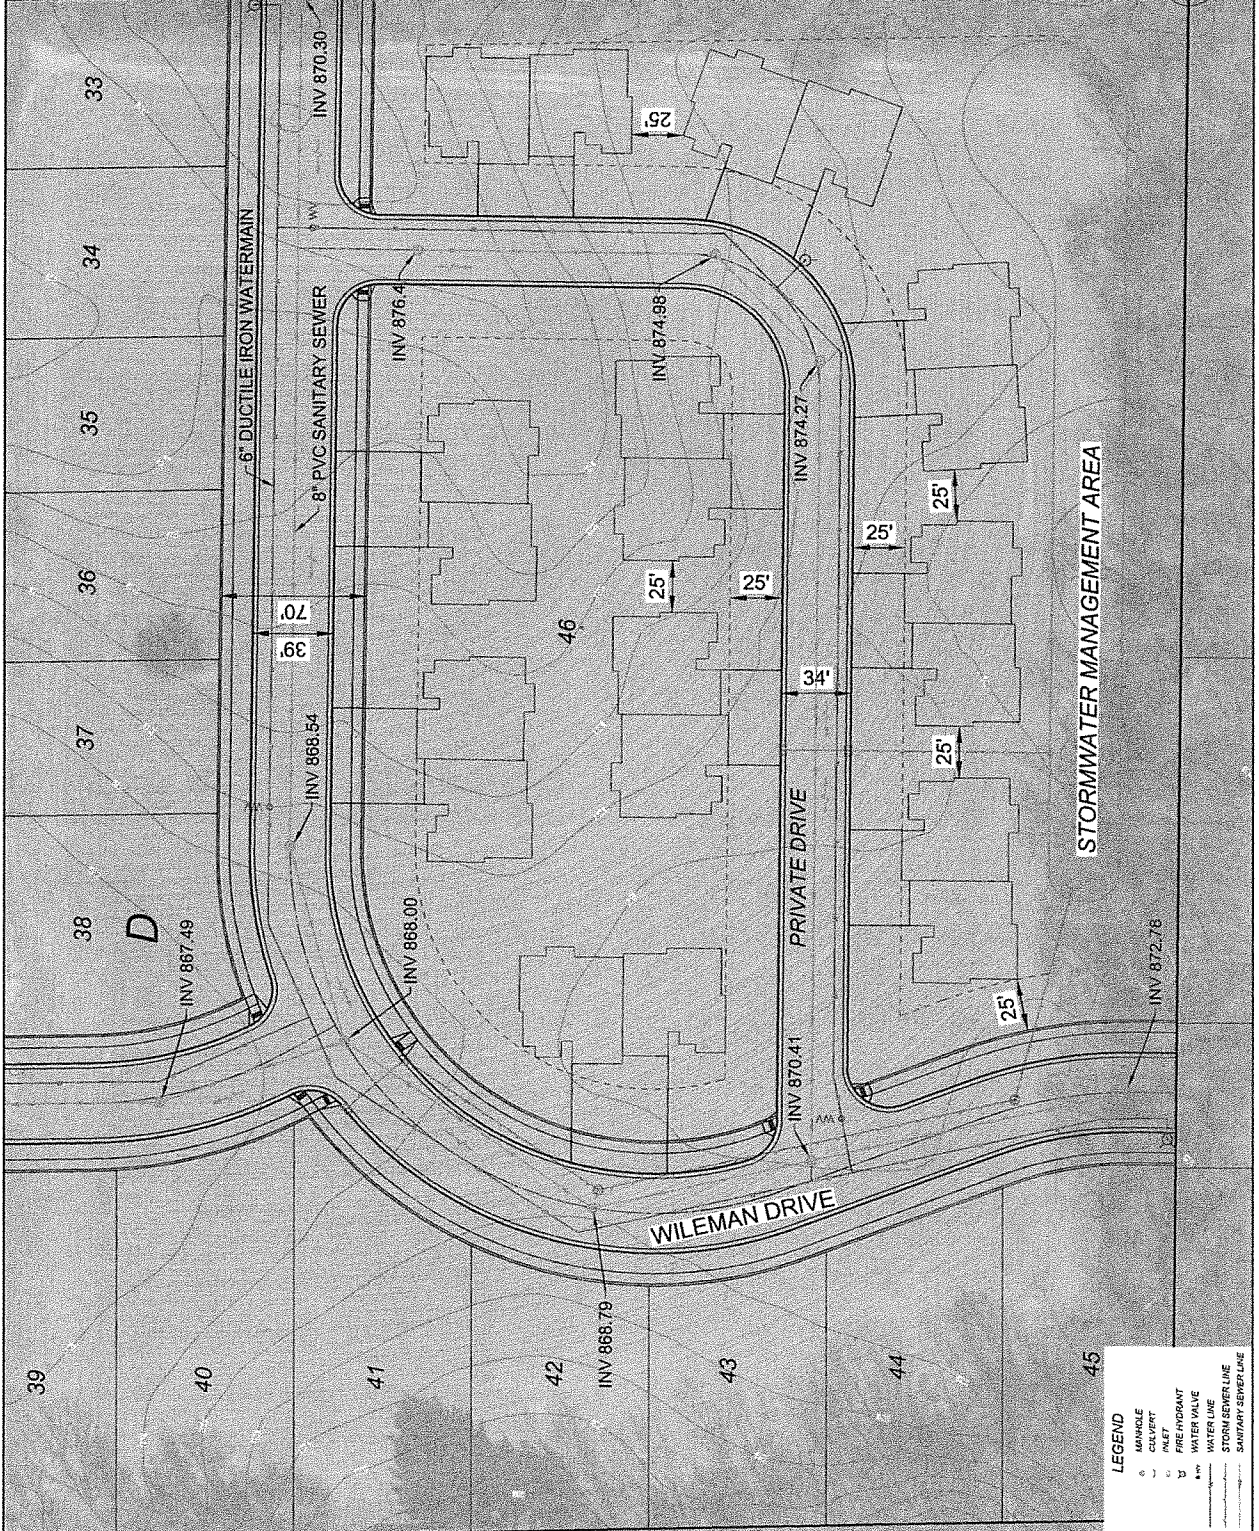 33
34
35
36
37
38
D
INV 870.30
6" DUCTILE IRON WATERMAIN
8" PVC SANITARY SEWER
WV
INV 876.4
INV 874.98
INV 874.27
25'
25'
25'
25'
25'
25'
25'
70'
39'
46
34'
INV 868.54
WV
INV 868.00
INV 867.49
PRIVATE DRIVE
STORMWATER MANAGEMENT AREA
INV 870.41
WV
INV 872.78
WILEMAN DRIVE
INV 868.79
39
40
41
42
43
44
45
LEGEND
MANHOLE
CULVERT
INLET
FIRE HYDRANT
WV WATER VALVE
WATER LINE
STORM SEWER LINE
SANITARY SEWER LINE